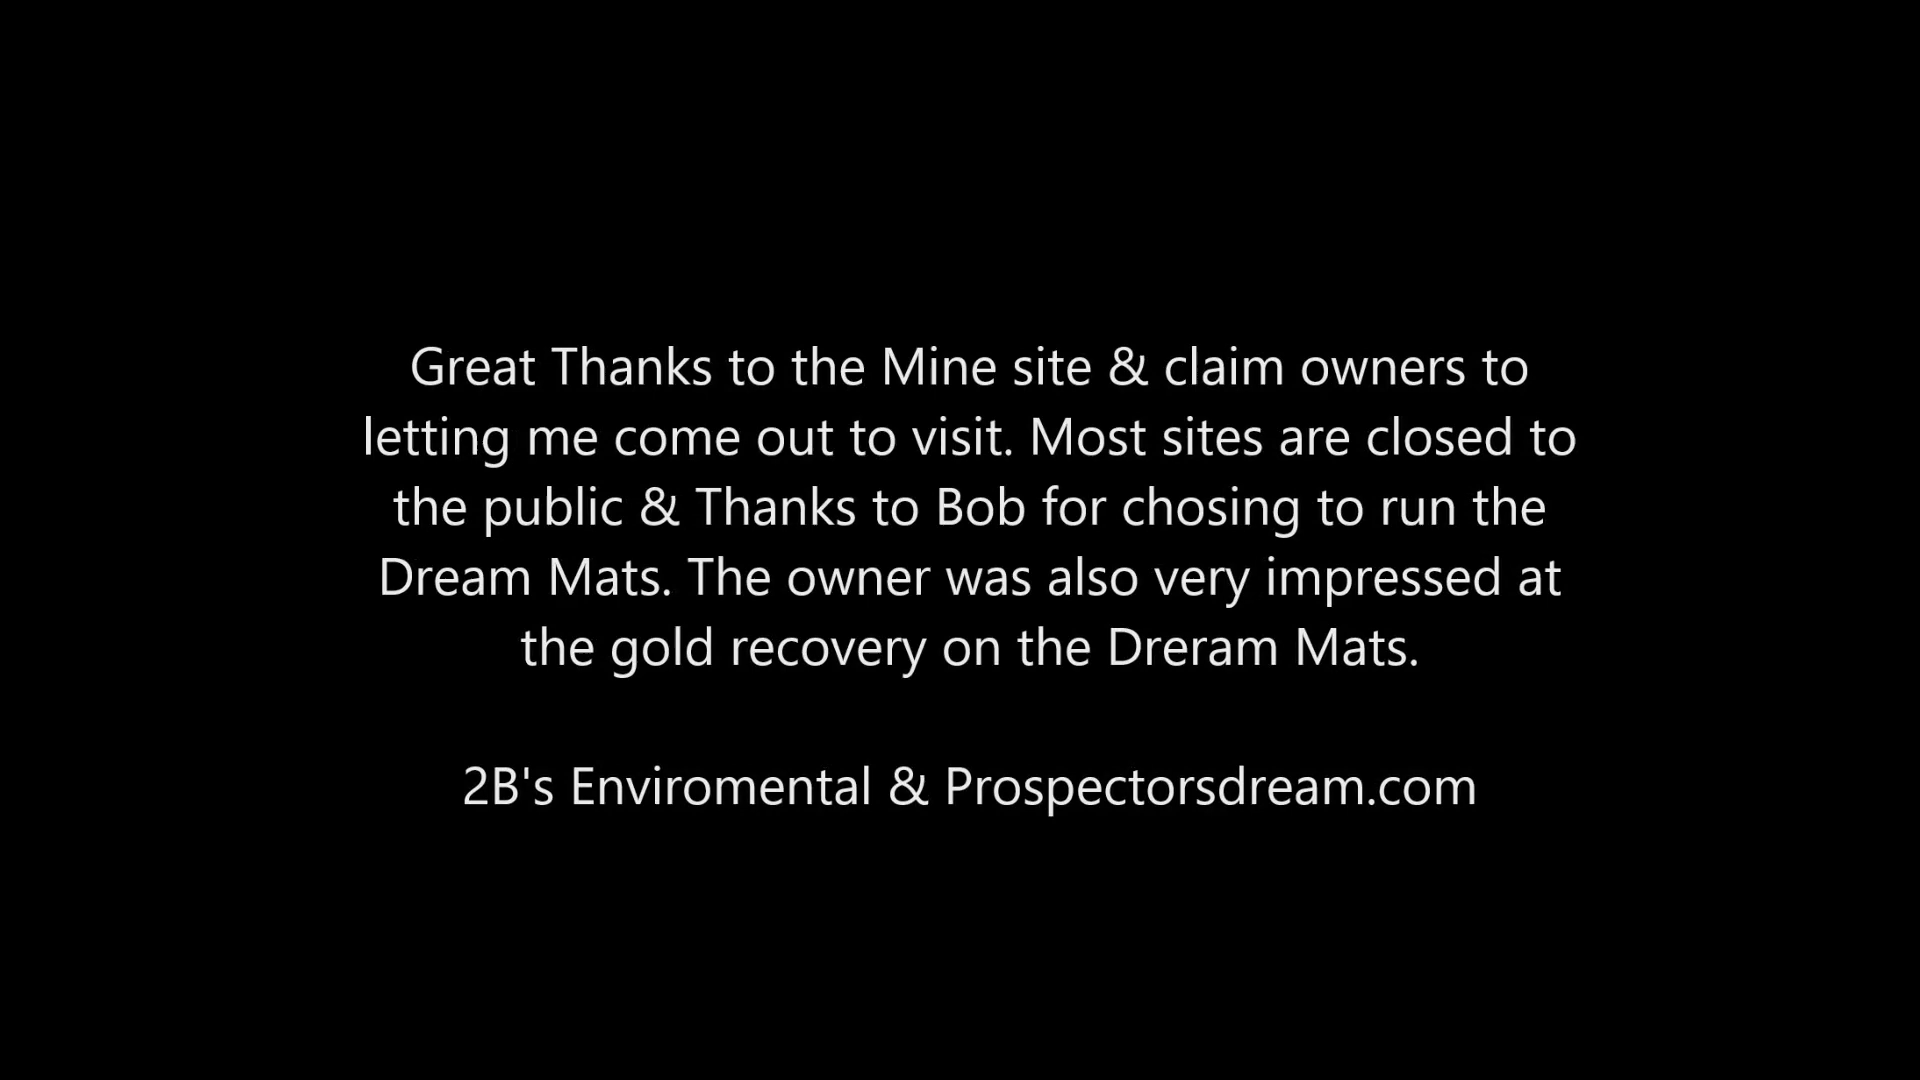 Great Thanks to the Mine site & claim owners to
letting me come out to visit. Most sites are closed to
the public & Thanks to Bob for chosing to run the
Dream Mats. The owner was also very impressed at
the gold recovery on the Dreram Mats.
2B's Enviromental & Prospectorsdream.com